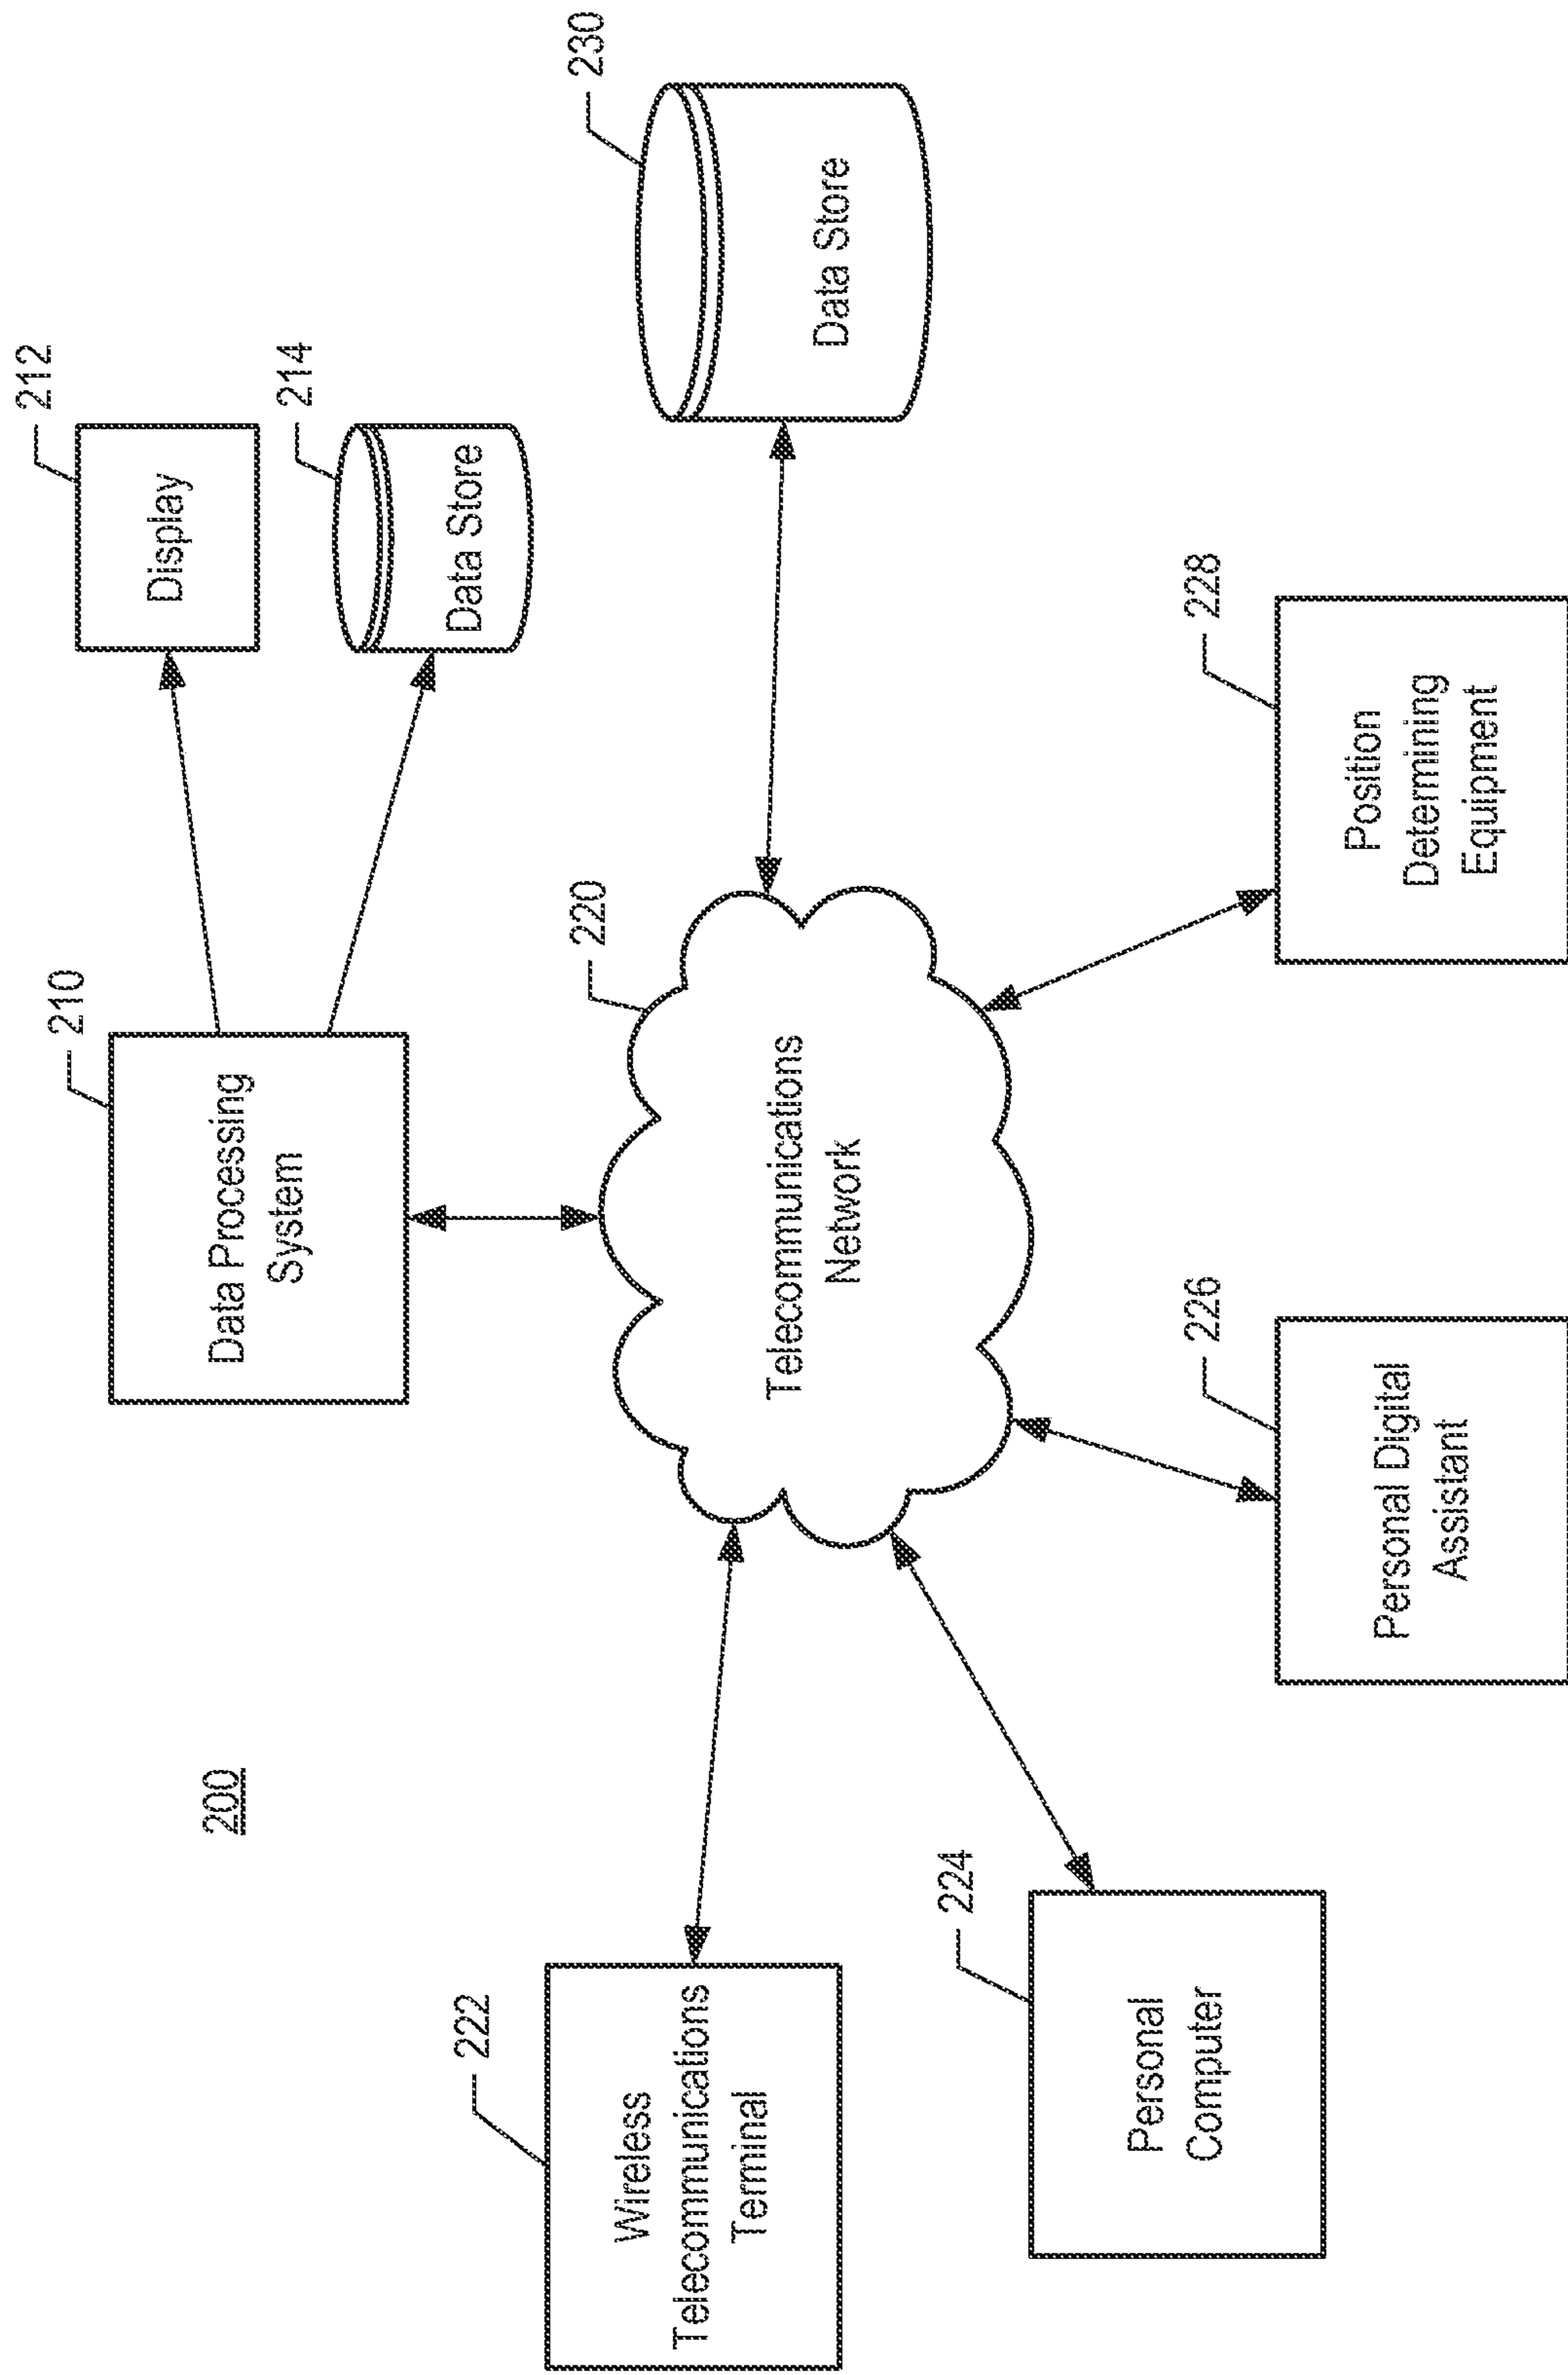 200
210
Data Processing
System
212
Display
214
Data Store
220
Telecommunications
Network
222
Wireless
Telecommunications
Terminal
230
Data Store
224
Personal
Computer
226
Personal Digital
Assistant
228
Position
Determining
Equipment